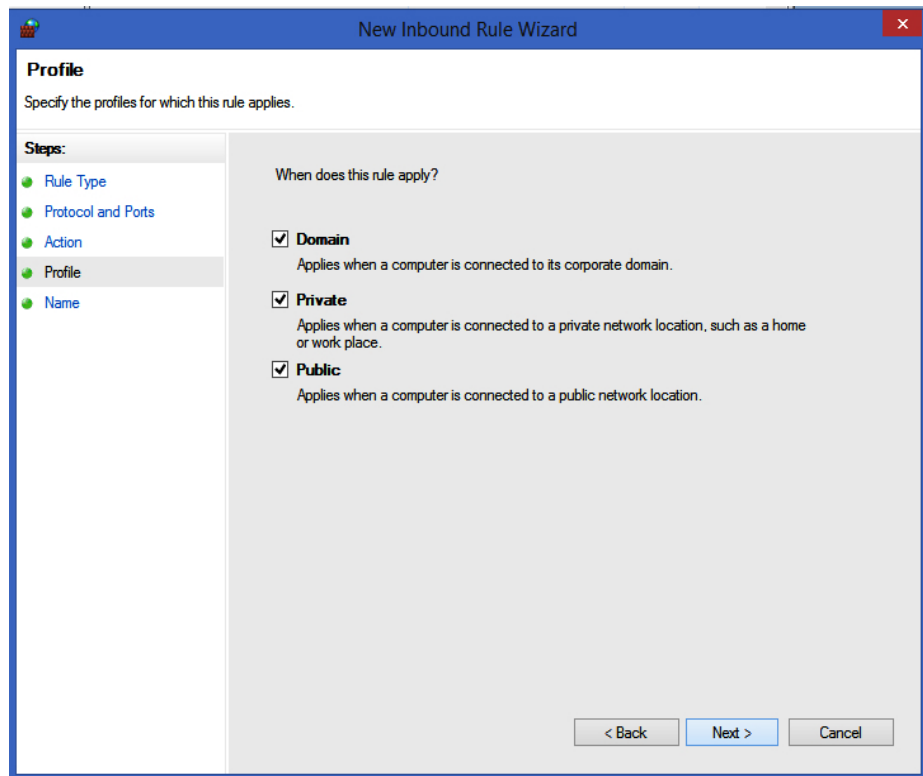 New Inbound Rule Wizard
Profile
Specify the profiles for which this rule applies.
Steps:
Rule Type
Protocol and Ports
Action
Profile
Name
When does this rule apply?
Domain
Applies when a computer is connected to its corporate domain.
Private
Applies when a computer is connected to a private network location, such as a home
or work place.
Public
Applies when a computer is connected to a public network location.
< Back
Next >
Cancel